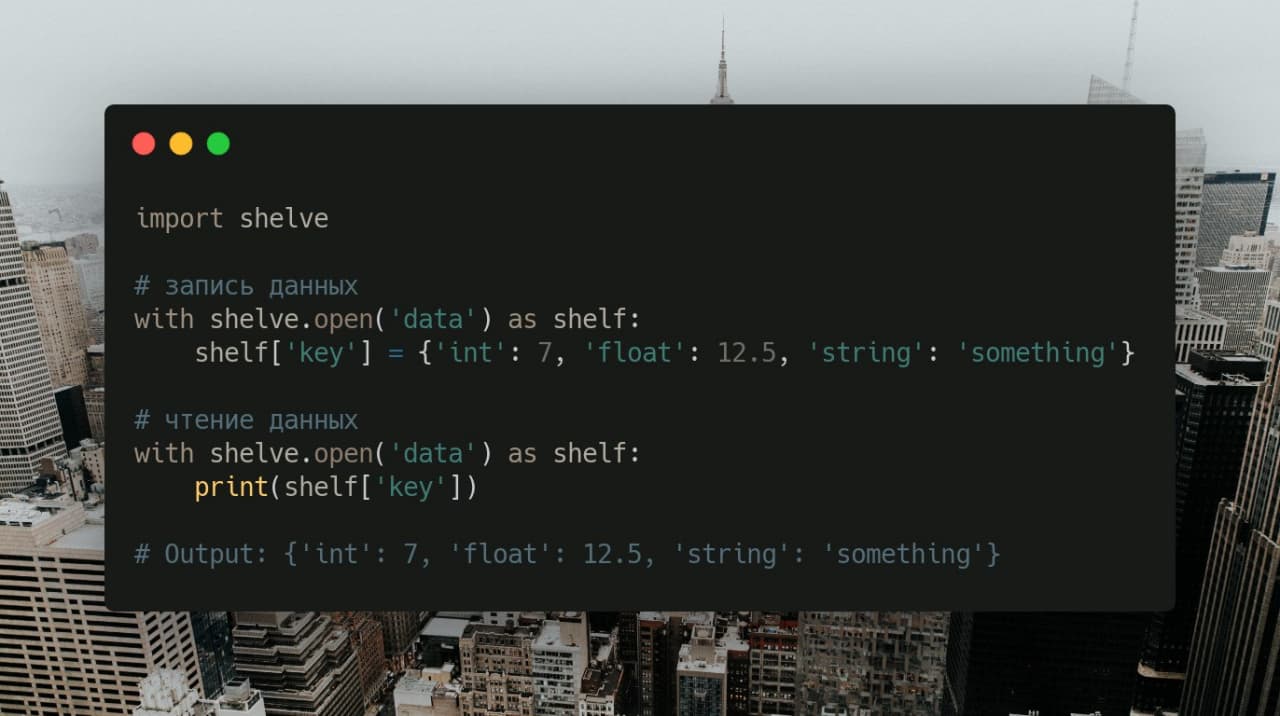 import shelve
# запись данных
with shelve.open('data') as shelf:
    shelf['key'] = {'int': 7, 'float': 12.5, 'string': 'something'}
# чтение данных
with shelve.open('data') as shelf:
    print(shelf['key'])
# Output: {'int': 7, 'float': 12.5, 'string': 'something'}